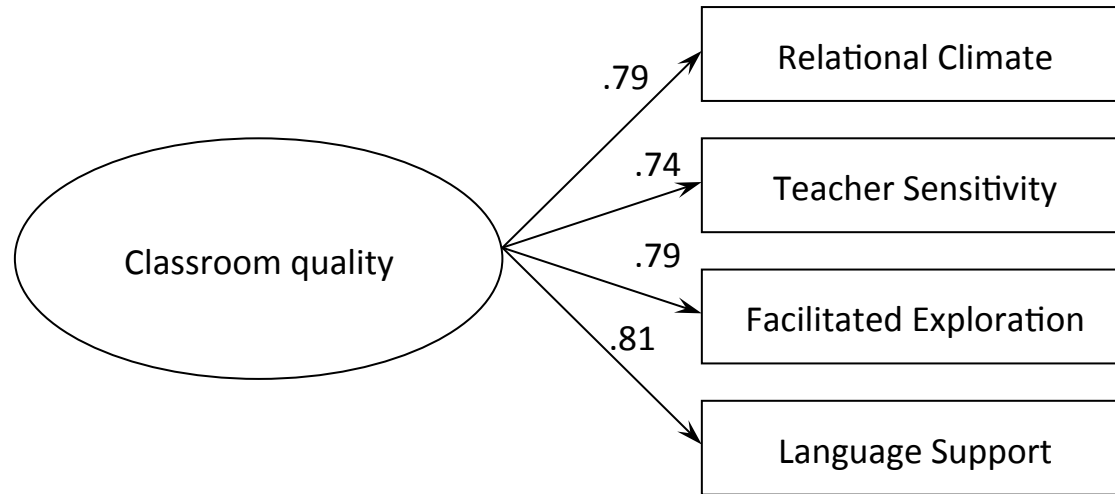 Relational Climate
.79
.74
Teacher Sensitivity
Classroom quality
.79
Facilitated Exploration
.81
Language Support